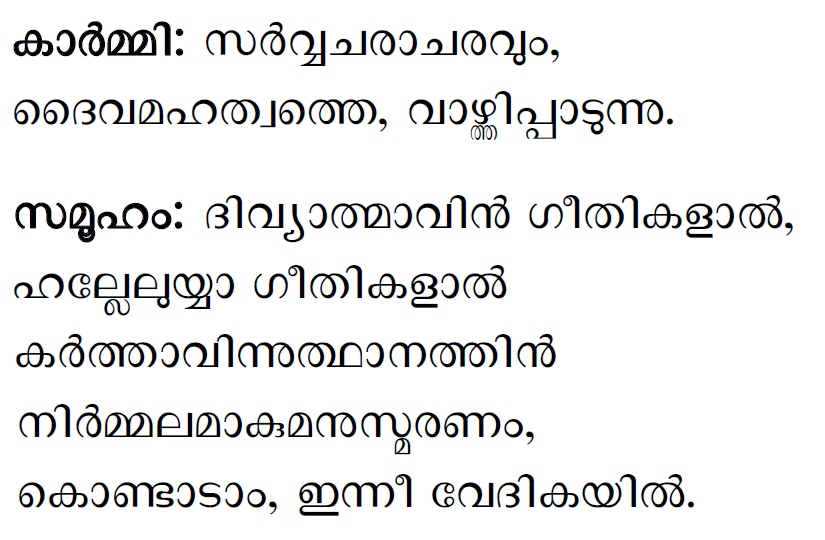 കാർമ്മി: സർവ്വചരാചരവും,
ദൈവമഹത്വത്തെ, വാഴ്ത്തിപ്പാടുന്നു.
സമൂഹം: ദിവ്യാത്മാവിൻ ഗീതികളാൽ,
ഹല്ലേലുയ്യാ ഗീതികളാൽ
കർത്താവിന്നുത്ഥാനത്തിൻ
നിർമ്മലമാകുമനുസ്മരണം,
കൊണ്ടാടാം, ഇന്നീ വേദികയിൽ.